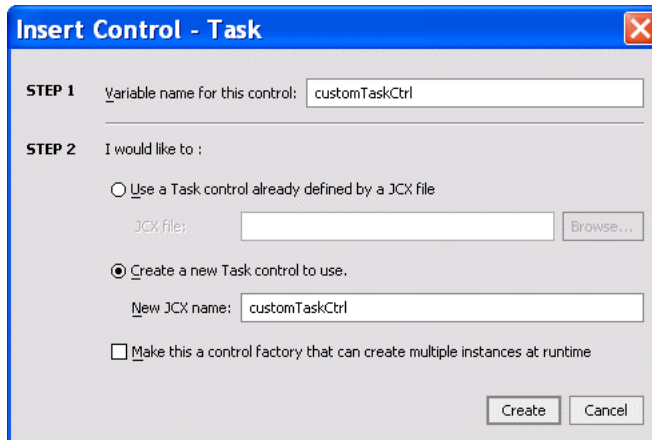 Insert Control - Task
STEP 1 Variable name for this control: customTaskCtrl
STEP 2 I would like to :
Use a Task control already defined by a JCX file
JCX file: Browse...
Create a new Task control to use.
New JCX name: customTaskCtrl
Make this a control factory that can create multiple instances at runtime
Create Cancel